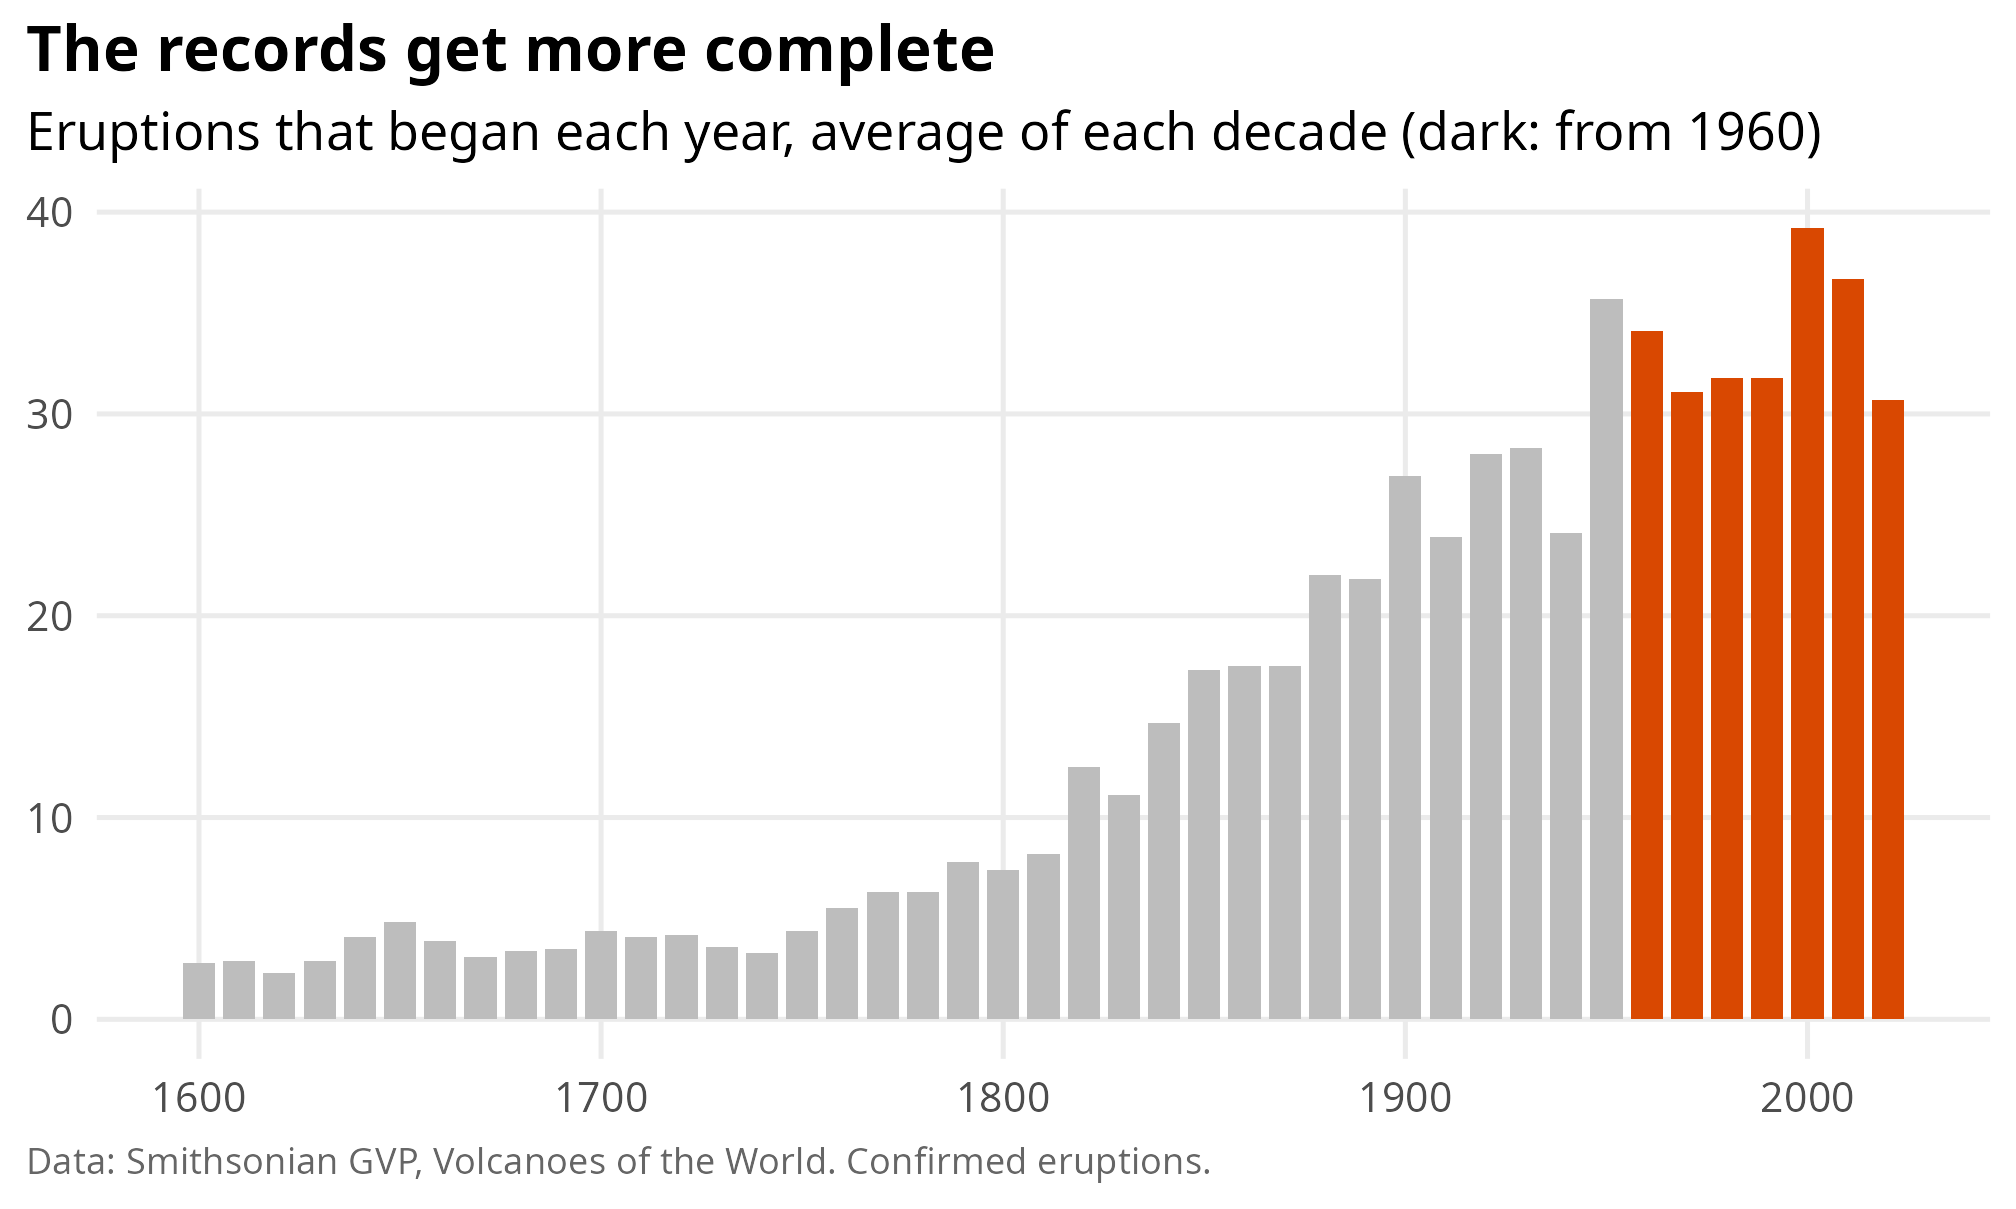 The records get more complete
Eruptions that began each year, average of each decade (dark: from 1960)
40
30
20
10
0
1600 1700 1800 1900 2000
Data: Smithsonian GVP, Volcanoes of the World. Confirmed eruptions.